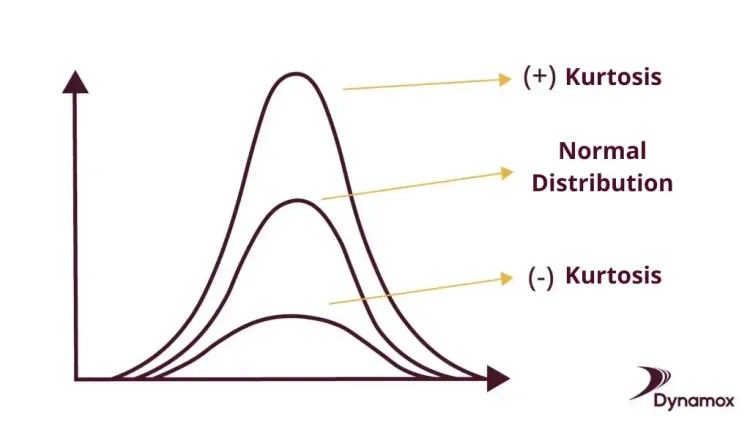 (+) Kurtosis
Normal
Distribution
(-) Kurtosis
Dynamox